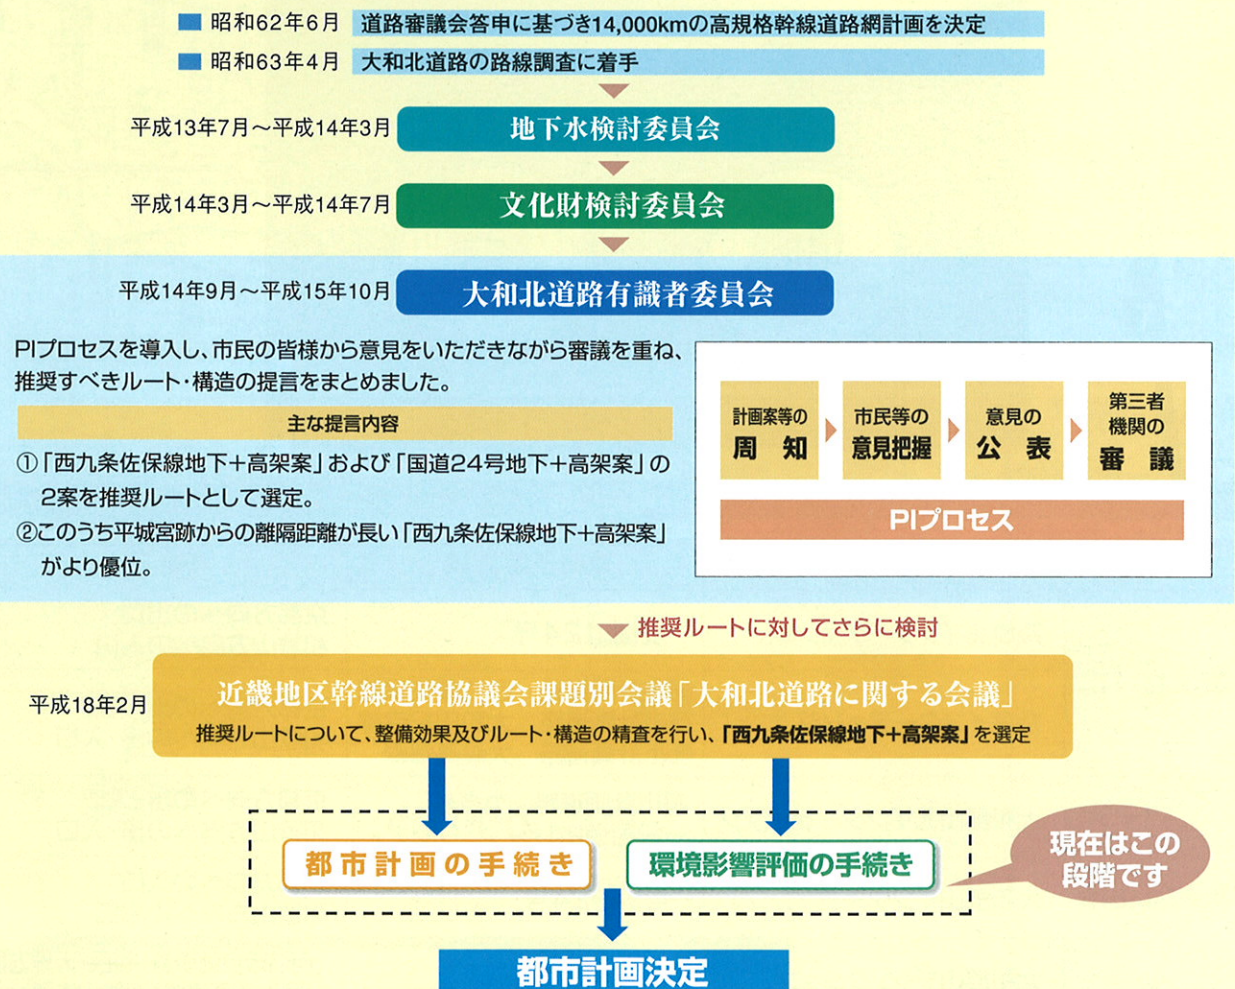 昭和62年6月 道路審議会答申に基づき14,000kmの高規格幹線道路網計画を決定
昭和63年4月 大和北道路の路線調査に着手
平成13年7月～平成14年3月 地下水検討委員会
平成14年3月～平成14年7月 文化財検討委員会
平成14年9月～平成15年10月 大和北道路有識者委員会
PIプロセスを導入し、市民の皆様から意見をいただきながら審議を重ね、
推奨すべきルート・構造の提言をまとめました。
主な提言内容
①「西九条佐保線地下＋高架案」および「国道24号地下＋高架案」の
2案を推奨ルートとして選定。
②このうち平城宮跡からの離隔距離が長い「西九条佐保線地下＋高架案」
がより優位。
計画案等の
周 知
市民等の
意見把握
意見の
公 表
第三者
機関の
審 議
PIプロセス
推奨ルートに対してさらに検討
平成18年2月
近畿地区幹線道路協議会課題別会議「大和北道路に関する会議」
推奨ルートについて、整備効果及びルート・構造の精査を行い、「西九条佐保線地下＋高架案」を選定
都市計画の手続き
環境影響評価の手続き
現在はこの
段階です
都市計画決定